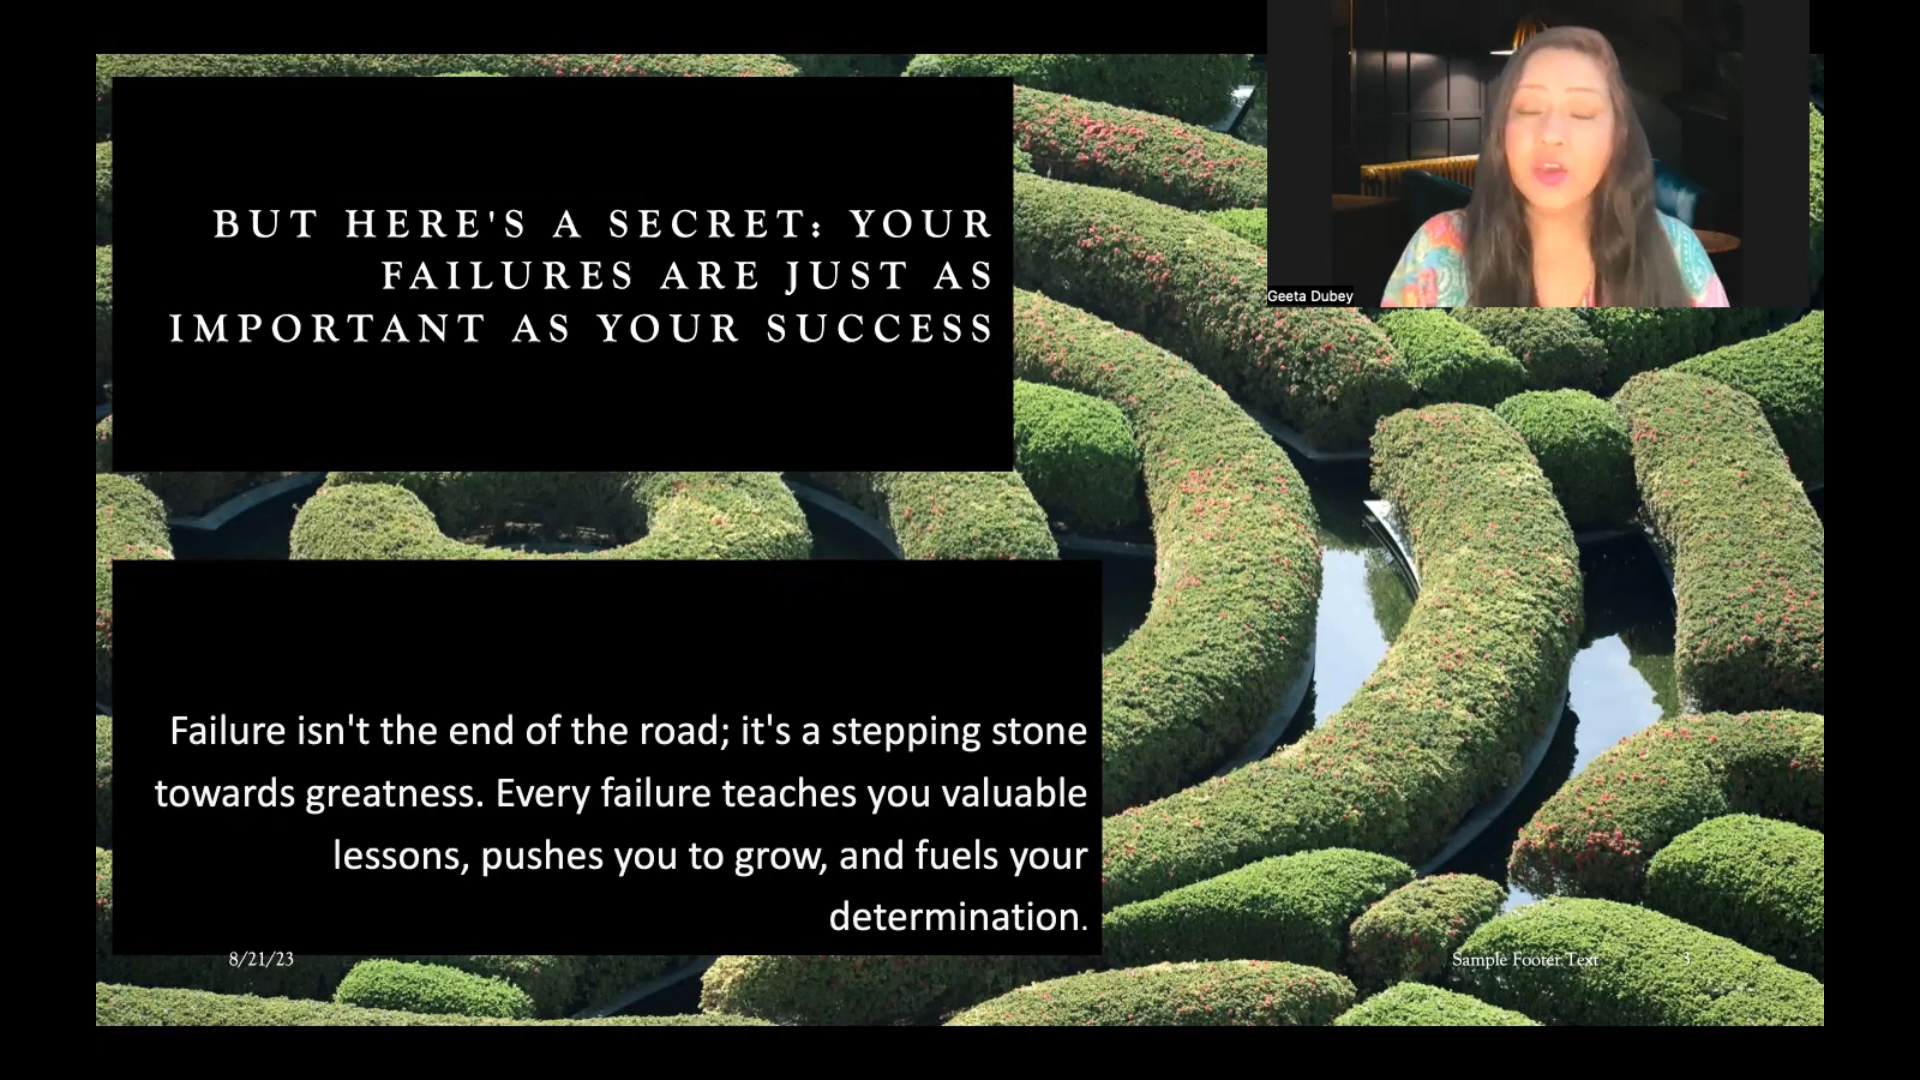 BUT HERE'S A SECRET: YOUR
FAILURES ARE JUST AS
IMPORTANT AS YOUR SUCCESS
Geeta Dubey
Failure isn't the end of the road; it's a stepping stone
towards greatness. Every failure teaches you valuable
lessons, pushes you to grow, and fuels your
determination.
8/21/23
Sample Footer Text
3